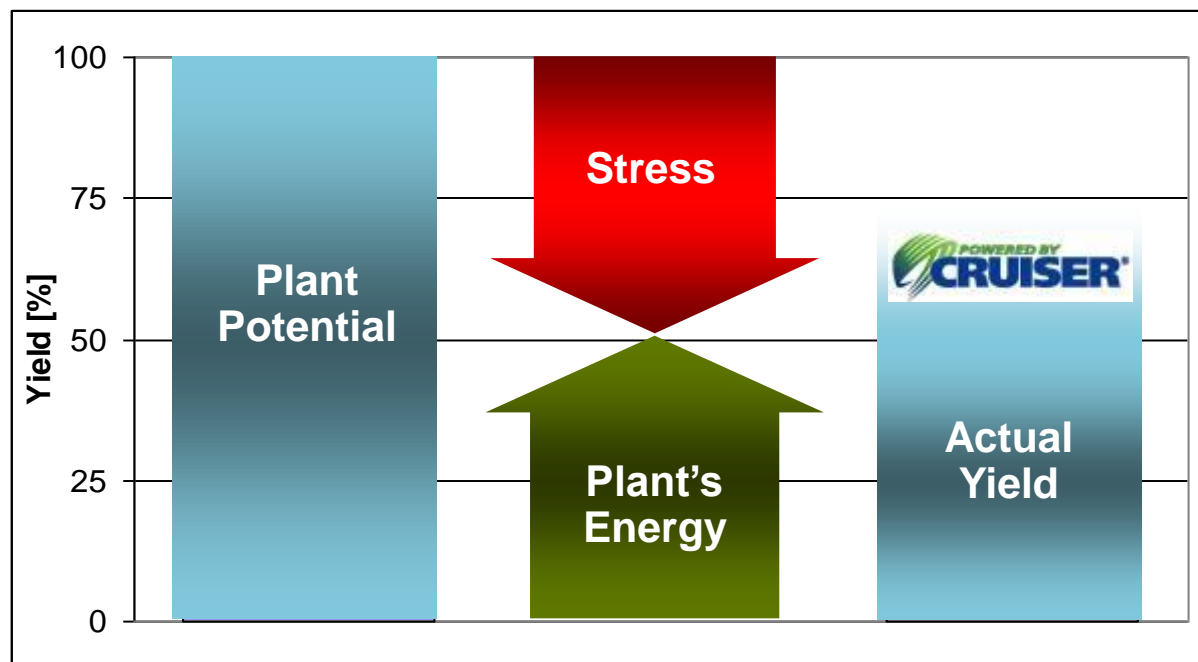 Yield [%]
100
75
50
25
0
Plant
Potential
Stress
Plant’s
Energy
POWERED BY
CRUISER®
Actual
Yield